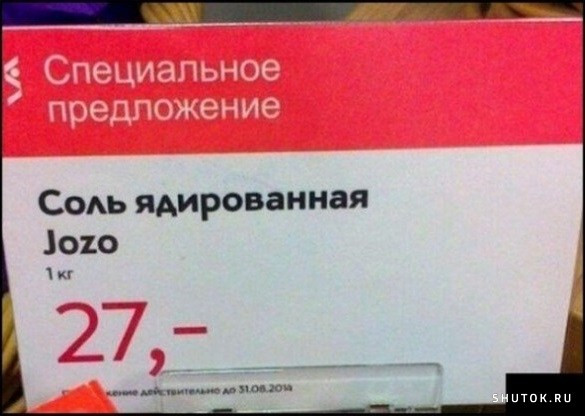 Специальное
предложение
Соль ядированная
Jozo
1 кг
27,–
действительно до 31.08.2014
SHUTOK.RU